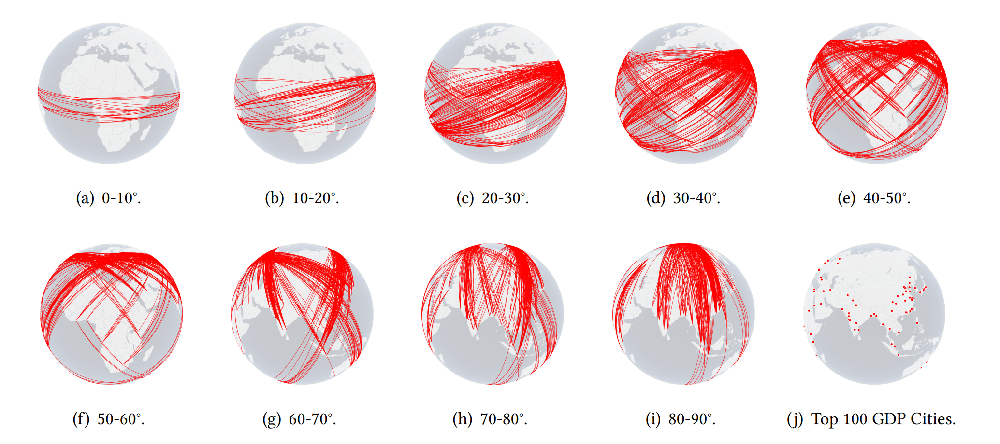 (a) 0-10°.
(b) 10-20°.
(c) 20-30°.
(d) 30-40°.
(e) 40-50°.
(f) 50-60°.
(g) 60-70°.
(h) 70-80°.
(i) 80-90°.
(j) Top 100 GDP Cities.